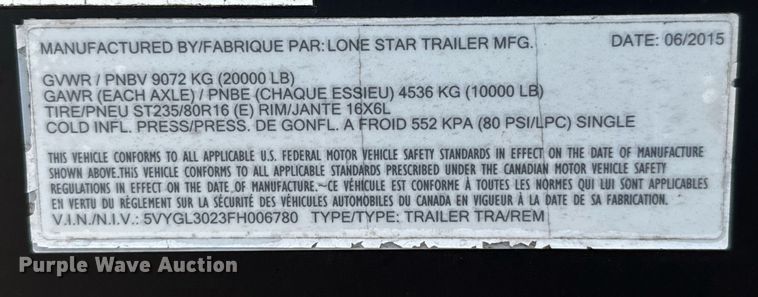 MANUFACTURED BY/FABRIQUE PAR: LONE STAR TRAILER MFG. DATE: 06/2015
GVWR / PNBV 9072 KG (20000 LB)
GAWR (EACH AXLE) / PNBE (CHAQUE ESSIEU) 4536 KG (10000 LB)
TIRE/PNEU ST235/80R16 (E) RIM/JANTE 16X6L
COLD INFL. PRESS/PRESS. DE GONFL. A FROID 552 KPA (80 PSI/LPC) SINGLE
THIS VEHICLE CONFORMS TO ALL APPLICABLE U.S. FEDERAL MOTOR VEHICLE SAFETY STANDARDS IN EFFECT ON THE DATE OF MANUFACTURE
SHOWN ABOVE.THIS VEHICLE CONFORMS TO ALL APPLICABLE STANDARDS PRESCRIBED UNDER THE CANADIAN MOTOR VEHICLE SAFETY
REGULATIONS IN EFFECT ON THE DATE OF MANUFACTURE.~CE VÉHICULE EST CONFORME À TOUTES LES NORMES QUI LUI SONT APPLICABLES
EN VERTU DU RÈGLEMENT SUR LA SÉCURITÉ DES VÉHICULES AUTOMOBILES DU CANADA EN VIGUEUR À LA DATE DE SA FABRICATION.
V.I.N./N.I.V.: 5VYGL3023FH006780 TYPE/TYPE: TRAILER TRA/REM
Purple Wave Auction